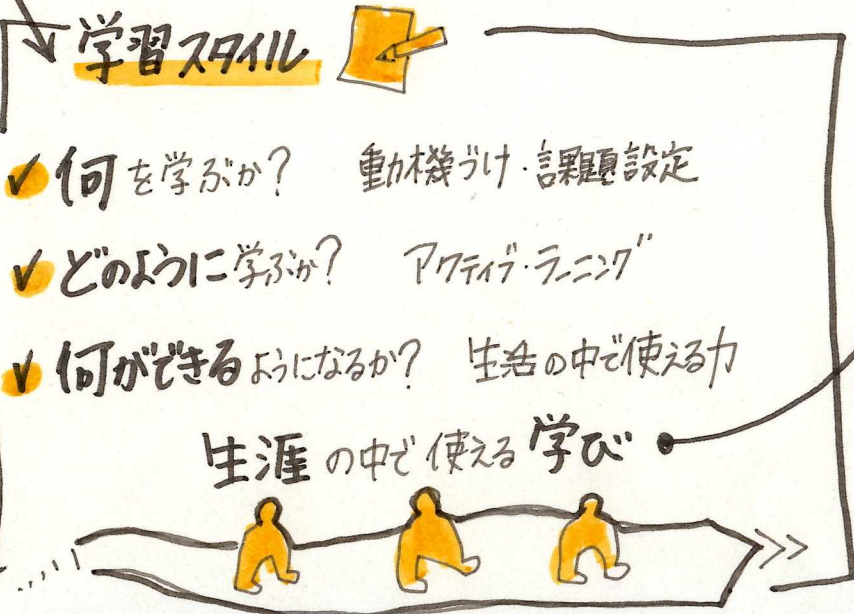 学習スタイル
何を学ぶか? 動機づけ・課題設定
どのように学ぶか? アクティブ・ラーニング
何ができるようになるか? 生活の中で使える力
生涯の中で使える学び